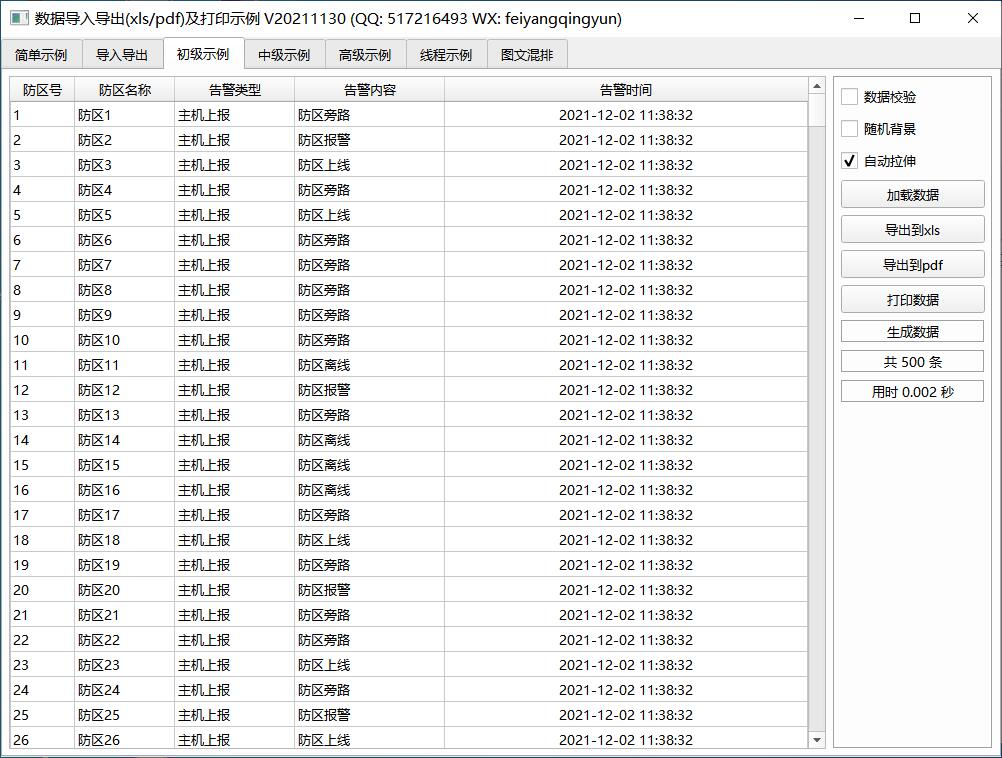 数据导入导出(xls/pdf)及打印示例 V20211130 (QQ: 517216493 WX: feiyangqingyun)
简单示例 导入导出 初级示例 中级示例 高级示例 线程示例 图文混排
防区号 防区名称 告警类型 告警内容 告警时间
1 防区1 主机上报 防区旁路 2021-12-02 11:38:32
2 防区2 主机上报 防区报警 2021-12-02 11:38:32
3 防区3 主机上报 防区上线 2021-12-02 11:38:32
4 防区4 主机上报 防区旁路 2021-12-02 11:38:32
5 防区5 主机上报 防区上线 2021-12-02 11:38:32
6 防区6 主机上报 防区旁路 2021-12-02 11:38:32
7 防区7 主机上报 防区旁路 2021-12-02 11:38:32
8 防区8 主机上报 防区旁路 2021-12-02 11:38:32
9 防区9 主机上报 防区旁路 2021-12-02 11:38:32
10 防区10 主机上报 防区旁路 2021-12-02 11:38:32
11 防区11 主机上报 防区离线 2021-12-02 11:38:32
12 防区12 主机上报 防区报警 2021-12-02 11:38:32
13 防区13 主机上报 防区旁路 2021-12-02 11:38:32
14 防区14 主机上报 防区离线 2021-12-02 11:38:32
15 防区15 主机上报 防区离线 2021-12-02 11:38:32
16 防区16 主机上报 防区离线 2021-12-02 11:38:32
17 防区17 主机上报 防区旁路 2021-12-02 11:38:32
18 防区18 主机上报 防区上线 2021-12-02 11:38:32
19 防区19 主机上报 防区旁路 2021-12-02 11:38:32
20 防区20 主机上报 防区报警 2021-12-02 11:38:32
21 防区21 主机上报 防区旁路 2021-12-02 11:38:32
22 防区22 主机上报 防区旁路 2021-12-02 11:38:32
23 防区23 主机上报 防区上线 2021-12-02 11:38:32
24 防区24 主机上报 防区旁路 2021-12-02 11:38:32
25 防区25 主机上报 防区报警 2021-12-02 11:38:32
26 防区26 主机上报 防区上线 2021-12-02 11:38:32
数据校验
随机背景
自动拉伸
加载数据
导出到xls
导出到pdf
打印数据
生成数据
共 500 条
用时 0.002 秒